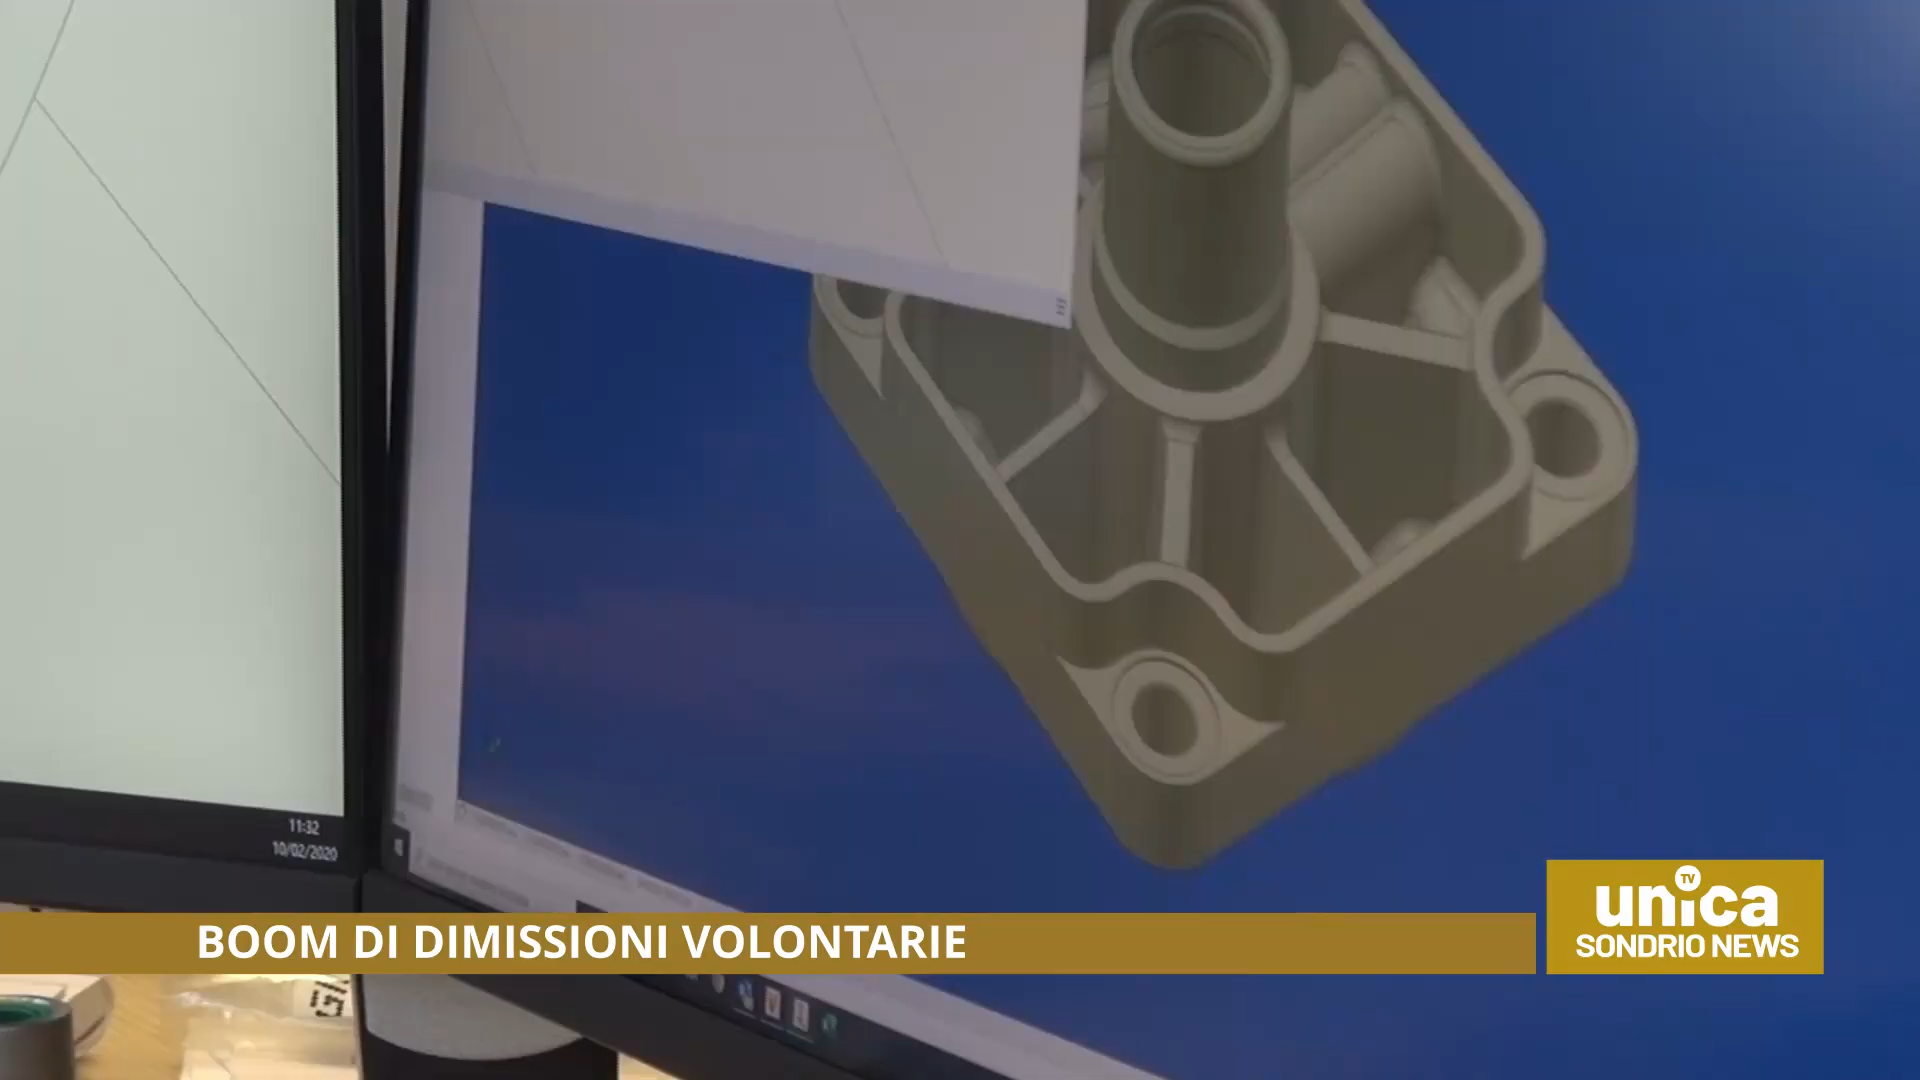 11:32
10/02/2020
BOOM DI DIMISSIONI VOLONTARIE
TV
unica
SONDRIO NEWS